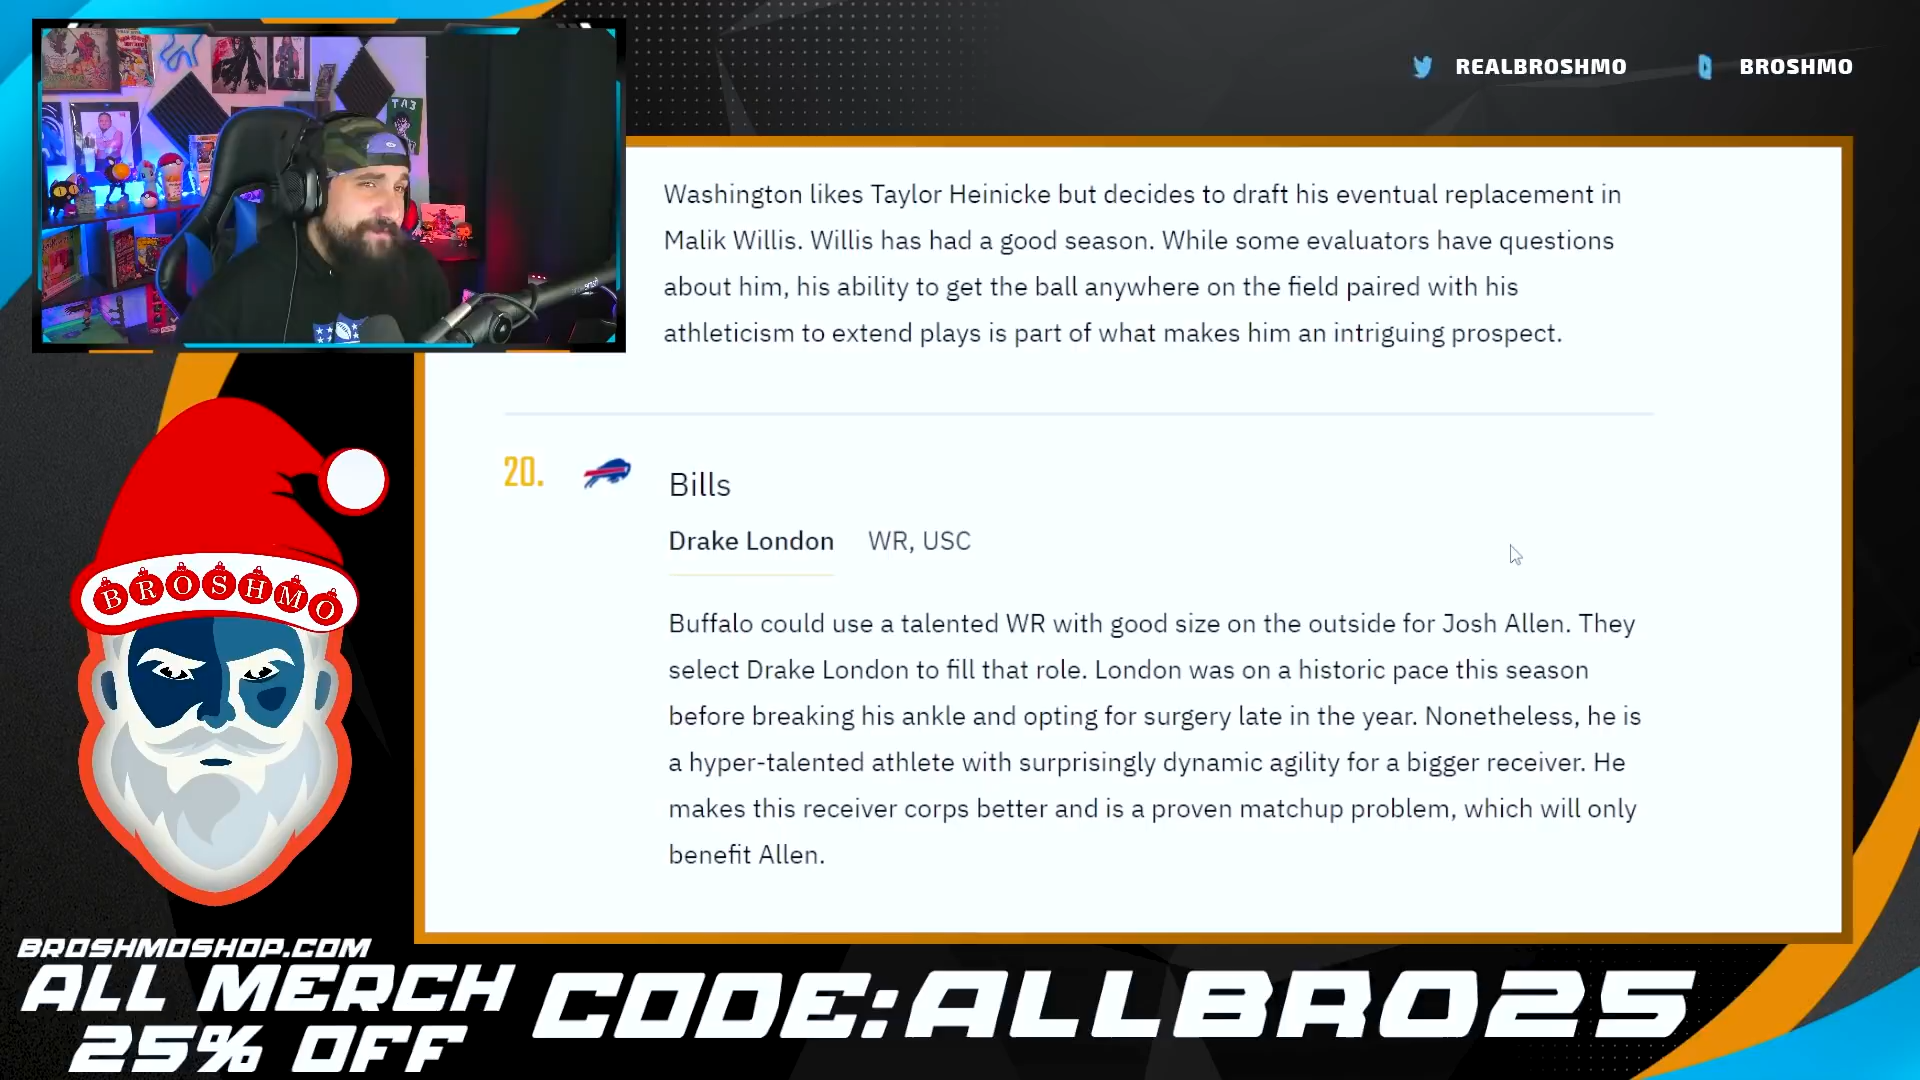 REALBROSHMO
BROSHMO
Washington likes Taylor Heinicke but decides to draft his eventual replacement in
Malik Willis. Willis has had a good season. While some evaluators have questions
about him, his ability to get the ball anywhere on the field paired with his
athleticism to extend plays is part of what makes him an intriguing prospect.
20.
Bills
Drake London WR, USC
Buffalo could use a talented WR with good size on the outside for Josh Allen. They
select Drake London to fill that role. London was on a historic pace this season
before breaking his ankle and opting for surgery late in the year. Nonetheless, he is
a hyper-talented athlete with surprisingly dynamic agility for a bigger receiver. He
makes this receiver corps better and is a proven matchup problem, which will only
benefit Allen.
BROSHMO
BROSHMOSHOP.COM
ALL MERCH
25% OFF
CODE:ALLBRO25